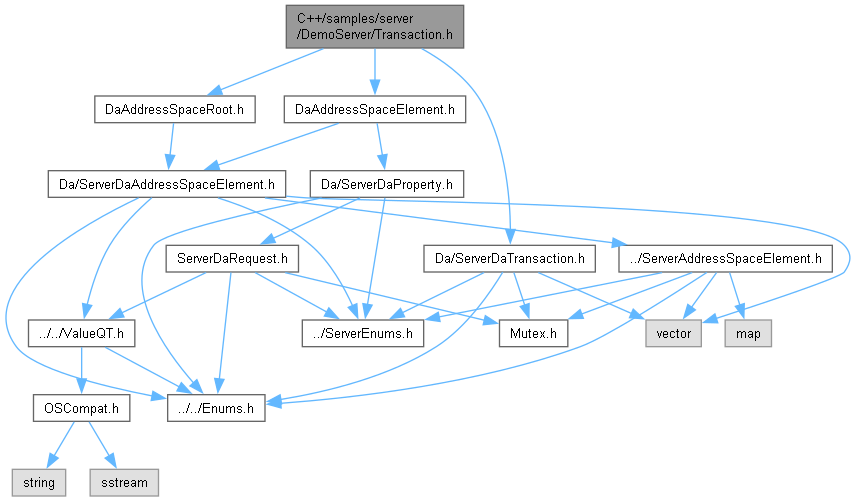 C++/samples/server
/DemoServer/Transaction.h
DaAddressSpaceRoot.h
DaAddressSpaceElement.h
Da/ServerDaAddressSpaceElement.h
Da/ServerDaProperty.h
ServerDaRequest.h
Da/ServerDaTransaction.h
../ServerAddressSpaceElement.h
../../ValueQT.h
../ServerEnums.h
Mutex.h
vector
map
OSCompat.h
../../Enums.h
string
sstream